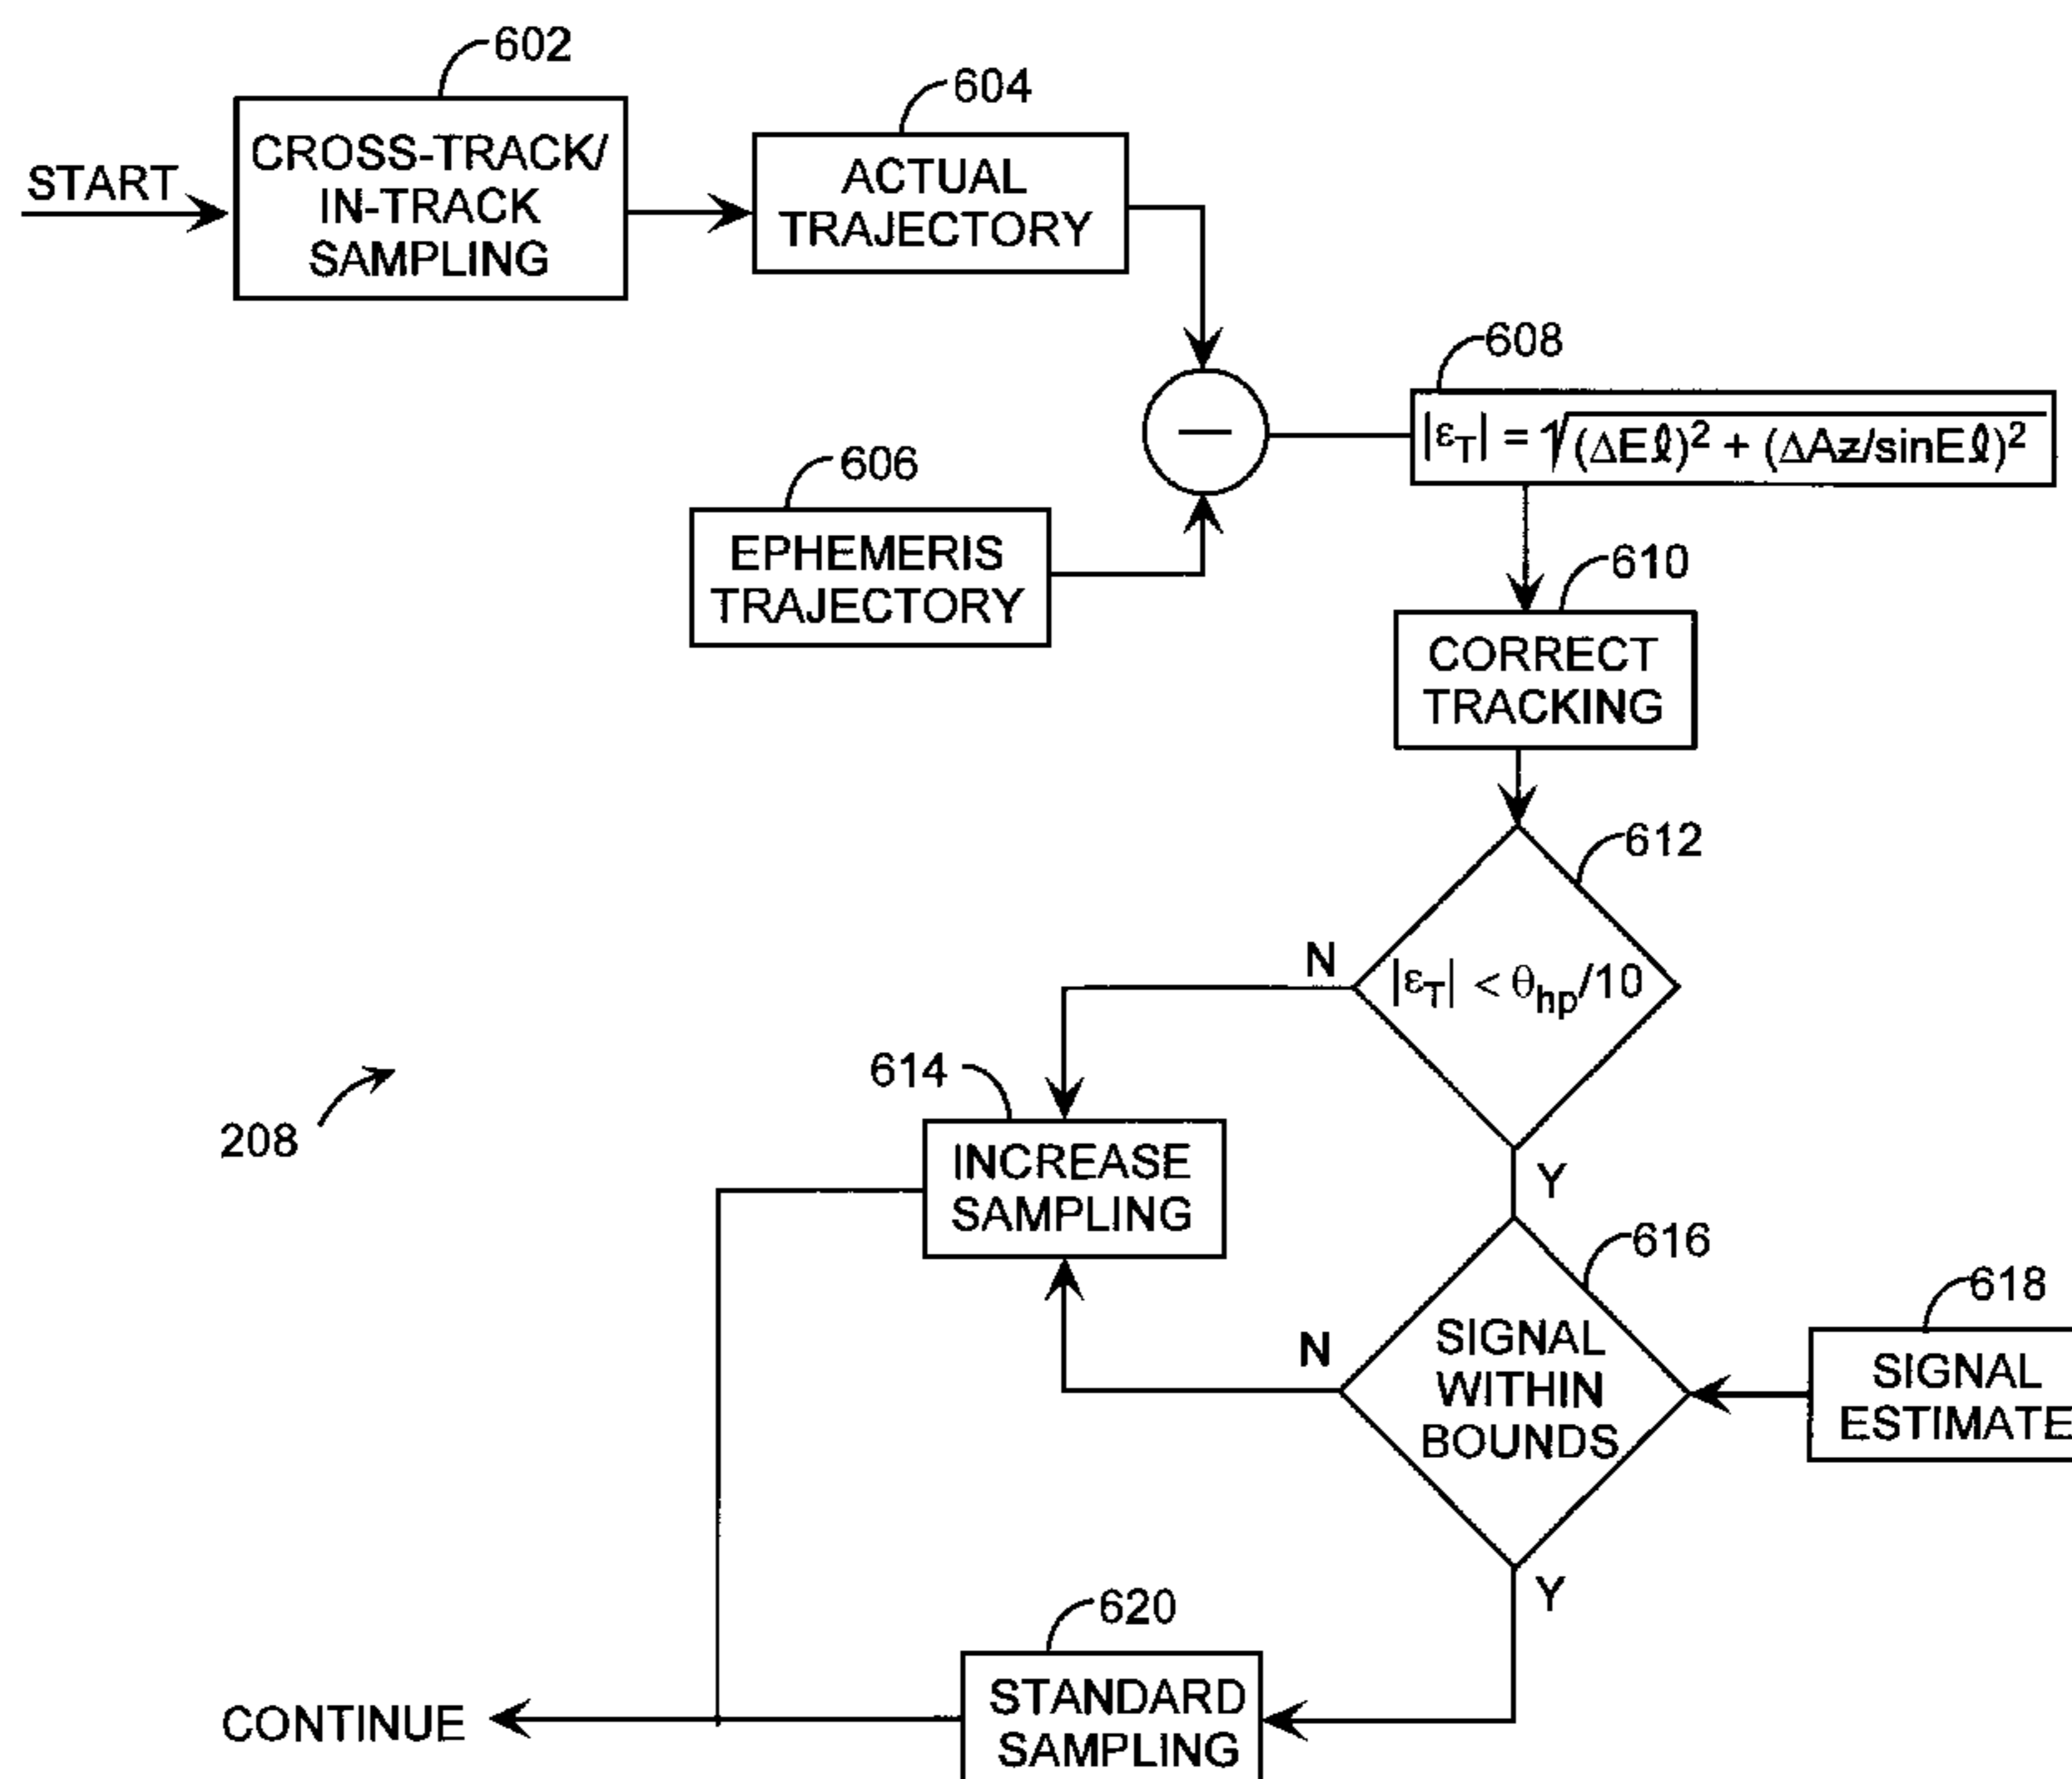 602
604
START
CROSS-TRACK/
IN-TRACK
SAMPLING
ACTUAL
TRAJECTORY
608
|εT| = √(ΔEℓ)² + (ΔAz/sinEℓ)²
−
606
EPHEMERIS
TRAJECTORY
610
CORRECT
TRACKING
612
N
|εT| < θhp/10
614
208
INCREASE
SAMPLING
Y
616
618
N
SIGNAL
WITHIN
BOUNDS
SIGNAL
ESTIMATE
Y
620
CONTINUE
STANDARD
SAMPLING